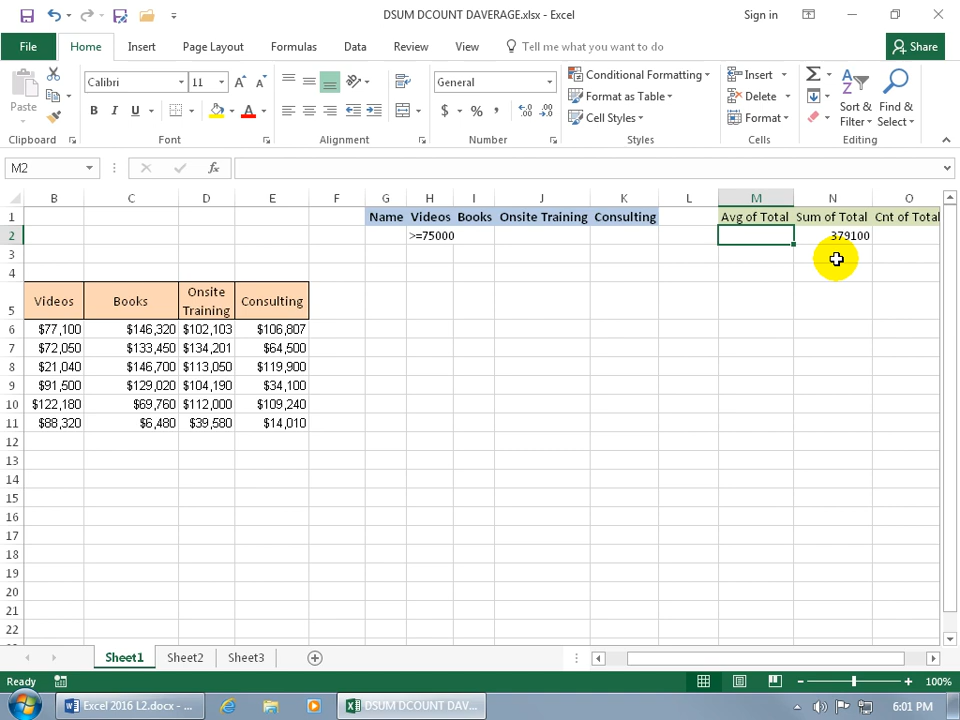 DSUM DCOUNT DAVERAGE.xlsx - Excel
Sign in
File
Home
Insert
Page Layout
Formulas
Data
Review
View
Tell me what you want to do
Share
Paste
Calibri
11
General
Conditional Formatting
Format as Table
Cell Styles
Insert
Delete
Format
Sort & Filter
Find & Select
Clipboard
Font
Alignment
Number
Styles
Cells
Editing
M2
B C D E F G H I J K L M N O
1 Name Videos Books Onsite Training Consulting Avg of Total Sum of Total Cnt of Total
2 >=75000 379100
3
4
5 Videos Books Onsite Training Consulting
6 $77,100 $146,320 $102,103 $106,807
7 $72,050 $133,450 $134,201 $64,500
8 $21,040 $146,700 $113,050 $119,900
9 $91,500 $129,020 $104,190 $34,100
10 $122,180 $69,760 $112,000 $109,240
11 $88,320 $6,480 $39,580 $14,010
12
13
14
15
16
17
18
19
20
21
22
Sheet1 Sheet2 Sheet3
Ready
100%
Excel 2016 L2.docx - ...
DSUM DCOUNT DAV...
6:01 PM